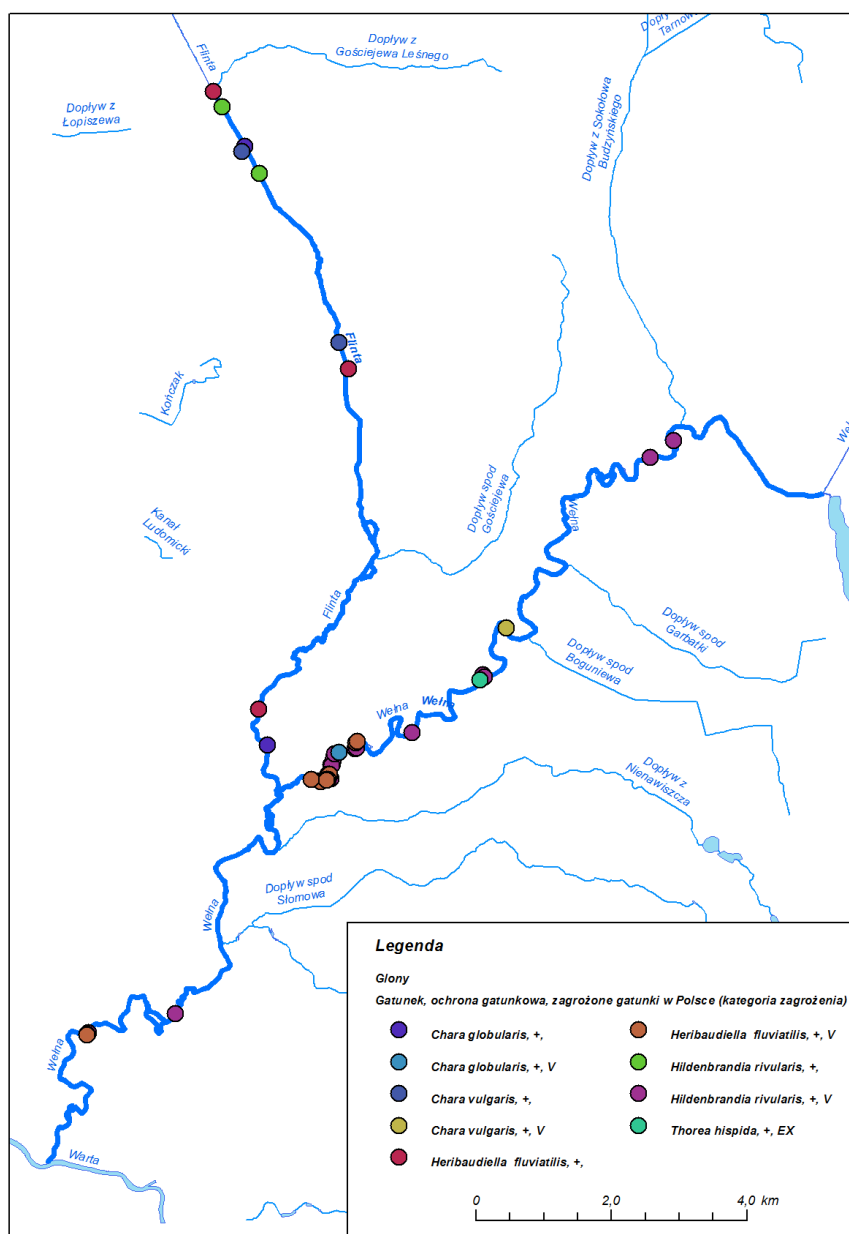 Dopływ z
Tarnowa
Flinta
Dopływ z
Gościejewa Leśnego
Dopływ z
Łopiszewa
Dopływ z Sokołowa
Budzyńskiego
Flinta
Kończak
Kanał
Ludomicki
Dopływ spod
Gościejewa
Wełna
Flinta
Dopływ spod
Garbatki
Dopływ spod
Boguniewa
Wełna
Wełna
Dopływ z
Nienawiszcza
Dopływ spod
Słomowa
Wełna
Wełna
Warta
Legenda
Glony
Gatunek, ochrona gatunkowa, zagrożone gatunki w Polsce (kategoria zagrożenia)
Chara globularis, +,
Chara globularis, +, V
Chara vulgaris, +,
Chara vulgaris, +, V
Heribaudiella fluviatilis, +,
Heribaudiella fluviatilis, +, V
Hildenbrandia rivularis, +,
Hildenbrandia rivularis, +, V
Thorea hispida, +, EX
0 2,0 4,0 km